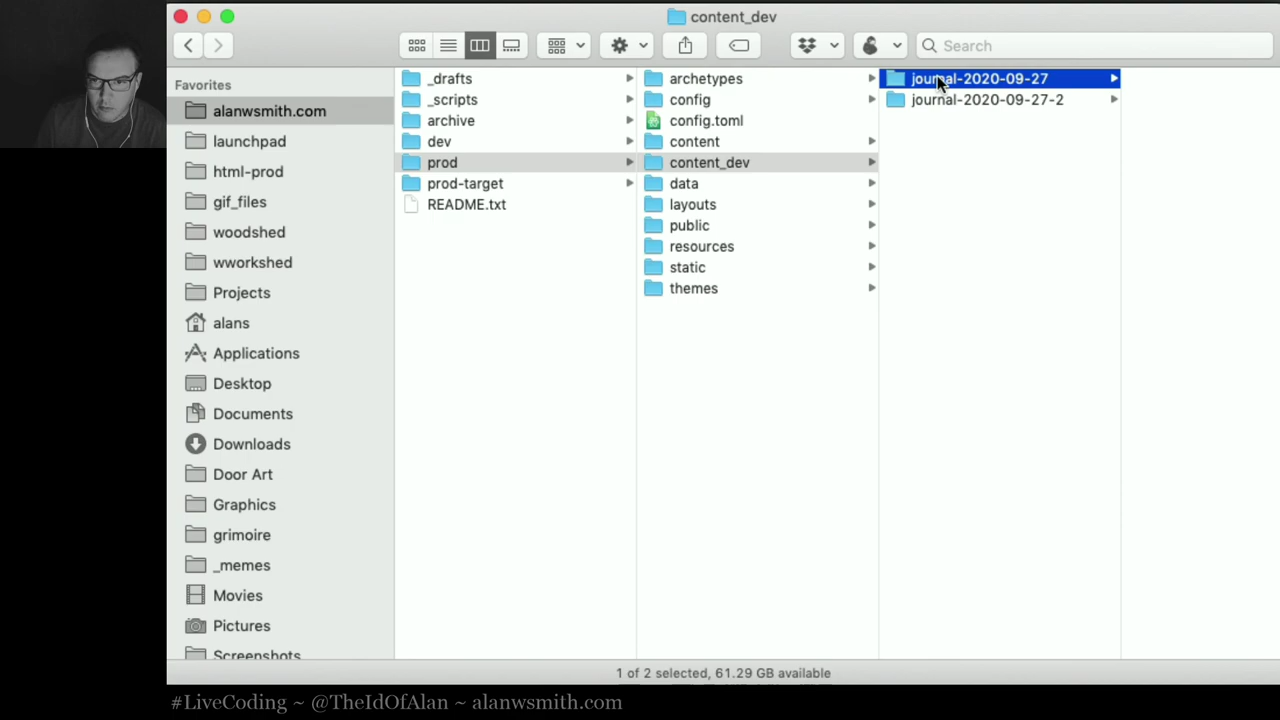 content_dev
Search
Favorites
alanwsmith.com
launchpad
html-prod
gif_files
woodshed
wworkshed
Projects
alans
Applications
Desktop
Documents
Downloads
Door Art
Graphics
grimoire
_memes
Movies
Pictures
Screenshots
_drafts
_scripts
archive
dev
prod
prod-target
README.txt
archetypes
config
config.toml
content
content_dev
data
layouts
public
resources
static
themes
journal-2020-09-27
journal-2020-09-27-2
1 of 2 selected, 61.29 GB available
#LiveCoding ~ @TheIdOfAlan ~ alanwsmith.com